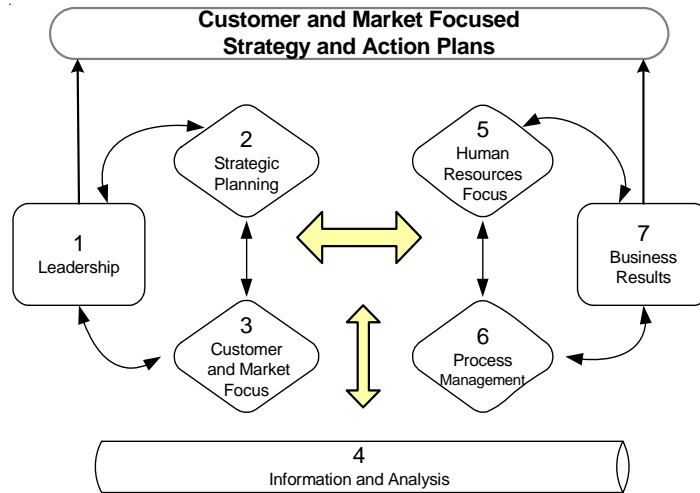 Customer and Market Focused
Strategy and Action Plans
1
Leadership
2
Strategic
Planning
3
Customer
and Market
Focus
4
Information and Analysis
5
Human
Resources
Focus
6
Process
Management
7
Business
Results